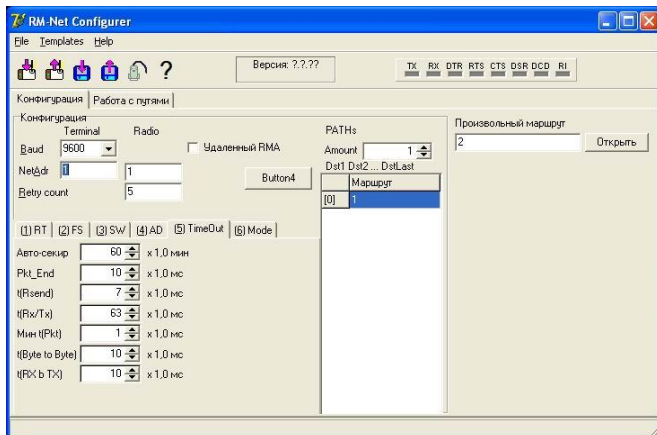 RM-Net Configurer
File Templates Help
?
Версия: ?.?.??
TX RX DTR RTS CTS DSR DCD RI
Конфигурация Работа с путями
Конфигурация
Terminal Radio
Baud 9600
Удаленный RMA
NetAdr 1 1
Button4
Retry count 5
PATHs
Amount 1
Dst1 Dst2 ... DstLast
Маршрут
[0] 1
Произвольный маршрут
2 Открыть
(1) RT (2) FS (3) SW (4) AD (5) TimeOut (6) Mode
Авто-секир 60 x 1,0 мин
Pkt_End 10 x 1,0 мс
t(Rsend) 7 x 1,0 мс
t(Rx/Tx) 63 x 1,0 мс
Мин t(Pkt) 1 x 1,0 мс
t(Byte to Byte) 10 x 1,0 мс
t(RX b TX) 10 x 1,0 мс